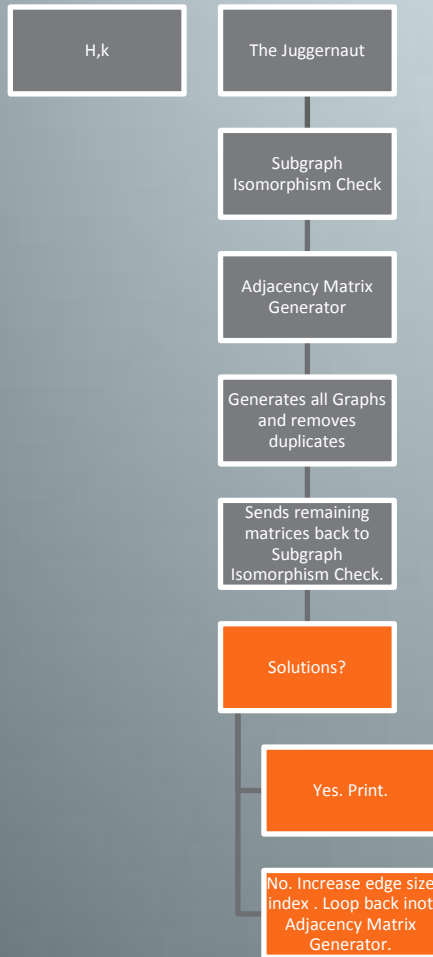 H,k
The Juggernaut
Subgraph
Isomorphism Check
Adjacency Matrix
Generator
Generates all Graphs
and removes
duplicates
Sends remaining
matrices back to
Subgraph
Isomorphism Check.
Solutions?
Yes. Print.
No. Increase edge size
index . Loop back inot
Adjacency Matrix
Generator.